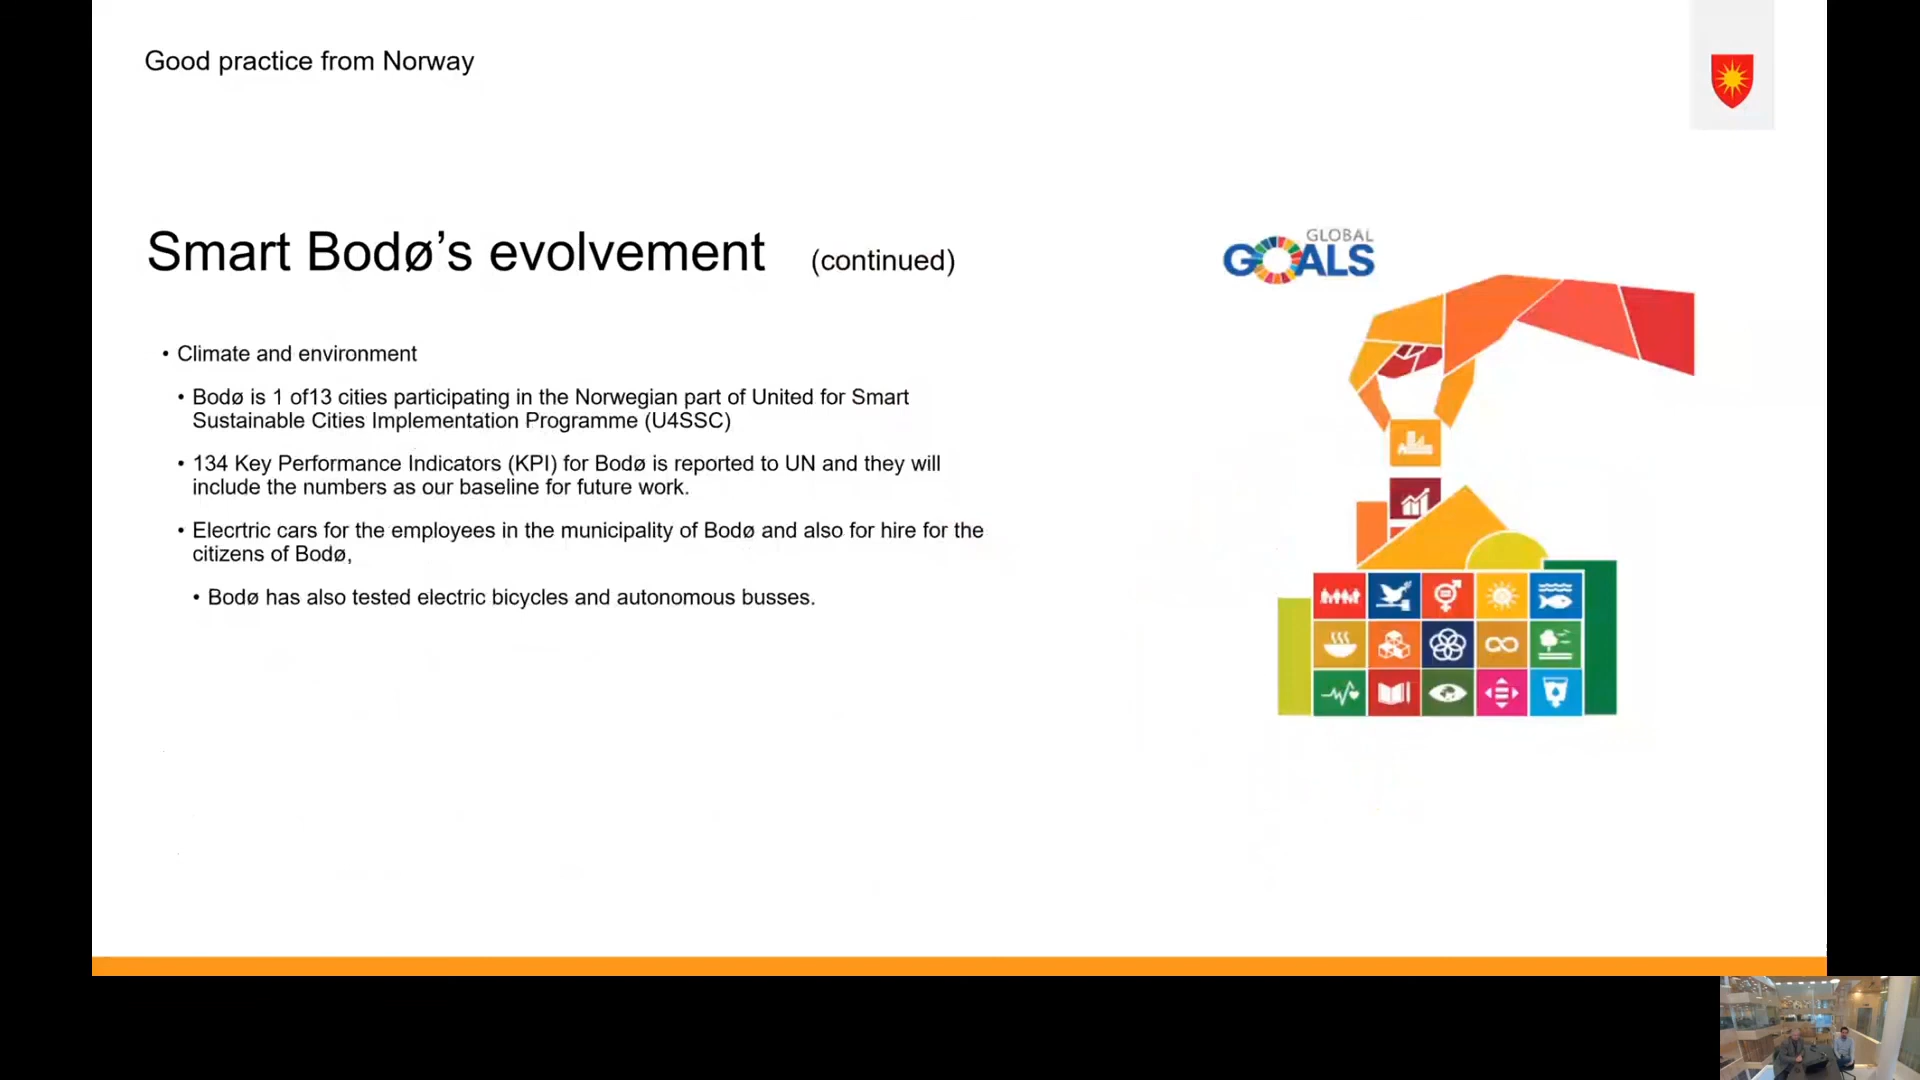 Good practice from Norway
Smart Bodø’s evolvement (continued)
GLOBAL
GOALS
• Climate and environment
• Bodø is 1 of13 cities participating in the Norwegian part of United for Smart
Sustainable Cities Implementation Programme (U4SSC)
• 134 Key Performance Indicators (KPI) for Bodø is reported to UN and they will
include the numbers as our baseline for future work.
• Elecrtric cars for the employees in the municipality of Bodø and also for hire for the
citizens of Bodø,
• Bodø has also tested electric bicycles and autonomous busses.